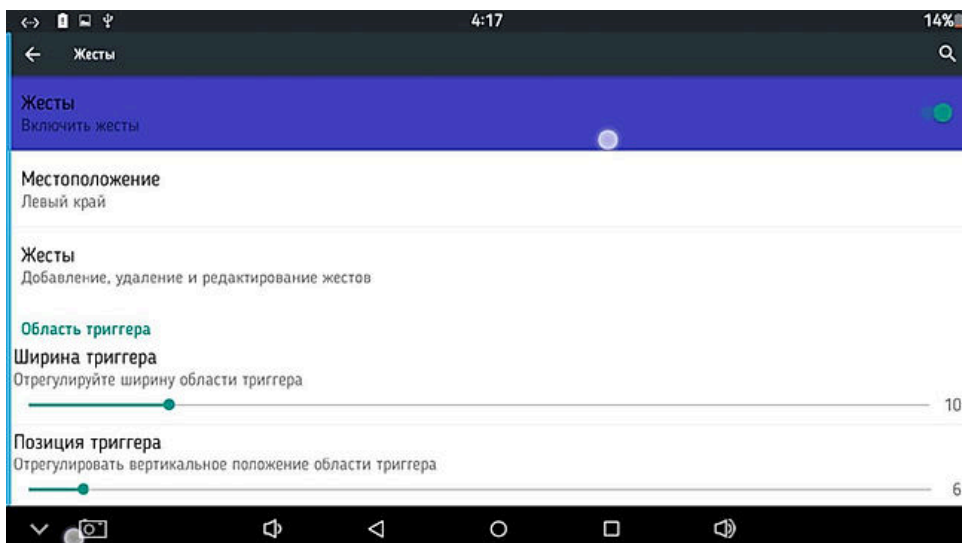 4:17
14%
Жесты
Жесты
Включить жесты
Местоположение
Левый край
Жесты
Добавление, удаление и редактирование жестов
Область триггера
Ширина триггера
Отрегулируйте ширину области триггера
10
Позиция триггера
Отрегулировать вертикальное положение области триггера
6